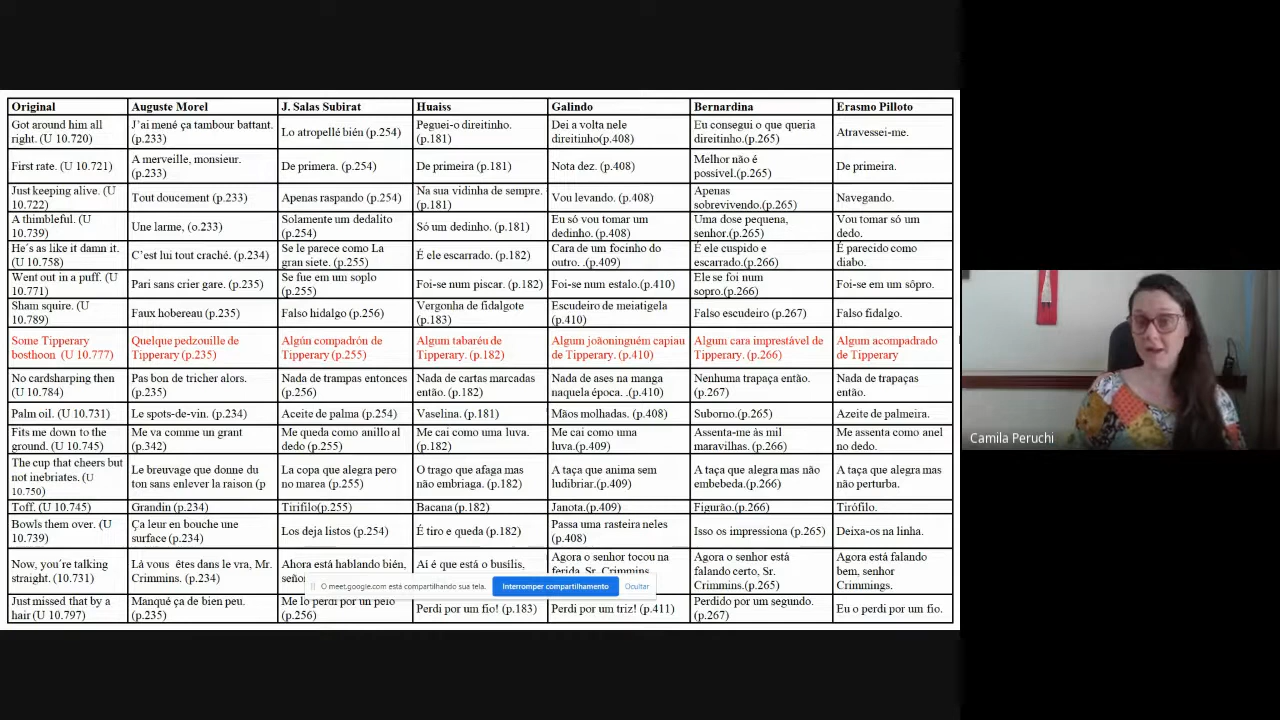 Original	Auguste Morel	J. Salas Subirat	Huaiss	Galindo	Bernardina	Erasmo Pilloto
Got around him all right. (U 10.720)	J’ai mené ça tambour battant. (p.233)	Lo atropellé bién (p.254)	Peguei-o direitinho. (p.181)	Dei a volta nele direitinho(p.408)	Eu consegui o que queria direitinho.(p.265)	Atravessei-me.
First rate. (U 10.721)	A merveille, monsieur. (p.233)	De primera. (p.254)	De primeira (p.181)	Nota dez. (p.408)	Melhor não é possivel.(p.265)	De primeira.
Just keeping alive. (U 10.722)	Tout doucement (p.233)	Apenas raspando (p.254)	Na sua vidinha de sempre. (p.181)	Vou levando. (p.408)	Apenas sobrevivendo.(p.265)	Navegando.
A thimbleful. (U 10.739)	Une larme, (o.233)	Solamente um dedalito (p.254)	Só um dedinho. (p.181)	Eu só vou tomar um dedinho. (p.408)	Uma dose pequena, senhor.(p.265)	Vou tomar só um dedo.
He´s as like it damn it. (U 10.758)	C’est lui tout craché. (p.234)	Se le parece como La gran siete. (p.255)	É ele escarrado. (p.182)	Cara de um focinho do outro. .(p.409)	É ele cuspido e escarrado.(p.266)	É parecido como diabo.
Went out in a puff. (U 10.771)	Pari sans crier gare. (p.235)	Se fue em um soplo (p.255)	Foi-se num piscar. (p.182)	Foi-se num estalo.(p.410)	Ele se foi num sopro.(p.266)	Foi-se em um sôpro.
Sham squire. (U 10.789)	Faux hobereau (p.235)	Falso hidalgo (p.256)	Vergonha de fidalgote (p.183)	Escudeiro de meiatigela (p.410)	Falso escudeiro (p.267)	Falso fidalgo.
Some Tipperary bosthoon (U 10.777)	Quelque pedzouille de Tipperary (p.235)	Algún compadrón de Tipperary (p.255)	Algum tabaréu de Tipperary. (p.182)	Algum joãoninguém capiau de Tipperary. (p.410)	Algum cara imprestável de Tipperary. (p.266)	Algum acompadrado de Tipperary
No cardsharping then (U 10.784)	Pas bon de tricher alors. (p.235)	Nada de trampas entonces (p.256)	Nada de cartas marcadas então. (p.182)	Nada de ases na manga naquela época. .(p.410)	Nenhuma trapaça então. (p.267)	Nada de trapaças então.
Palm oil. (U 10.731)	Le spots-de-vin. (p.234)	Aceite de palma (p.254)	Vaselina. (p.181)	Mãos molhadas. (p.408)	Suborno.(p.265)	Azeite de palmeira.
Fits me down to the ground. (U 10.745)	Me va comme un grant (p.342)	Me queda como anillo al dedo (p.255)	Me cai como uma luva. (p.182)	Me cai como uma luva.(p.409)	Assenta-me às mil maravilhas. (p.266)	Me assenta como anel no dedo.
The cup that cheers but not inebriates. (U 10.750)	Le breuvage que donne du ton sans enlever la raison (p	La copa que alegra pero no marea (p.255)	O trago que afaga mas não embriaga. (p.182)	A taça que anima sem ludibriar.(p.409)	A taça que alegra mas não embebeda.(p.266)	A taça que alegra mas não perturba.
Toff. (U 10.745)	Grandin (p.234)	Tirifilo(p.255)	Bacana (p.182)	Janota.(p.409)	Figurão.(p.266)	Tirófilo.
Bowls them over. (U 10.739)	Ça leur en bouche une surface (p.234)	Los deja listos (p.254)	É tiro e queda (p.182)	Passa uma rasteira neles (p.408)	Isso os impressiona (p.265)	Deixa-os na linha.
Now, you´re talking straight. (10.731)	Lá vous êtes dans le vra, Mr. Crimmins. (p.234)	Ahora está hablando bién,	Aí é que está o busílis,	Agora o senhor tocou na ferida, Sr. Crimmins.	Agora o senhor está falando certo, Sr. Crimmins.(p.265)	Agora está falando bem, senhor Crimmings.
Just missed that by a hair (U 10.797)	Manqué ça de bien peu. (p.235)	Me lo perdí por un pelo (p.256)	Perdi por um fio! (p.183)	Perdi por um triz! (p.411)	Perdido por um segundo. (p.267)	Eu o perdi por um fio.
O meet.google.com está compartilhando sua tela.	Interromper compartilhamento	Ocultar
Camila Peruchi